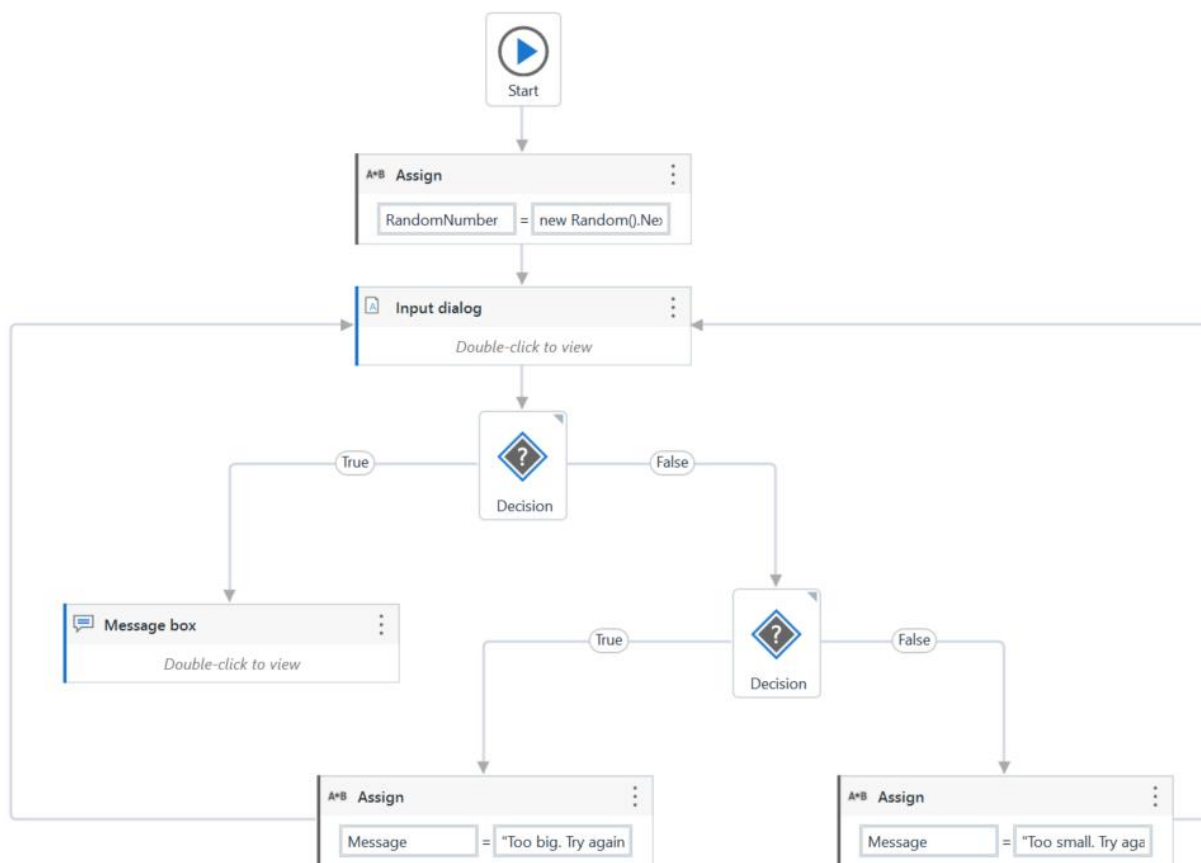 Start
A*B Assign
RandomNumber = new Random().Nex
A Input dialog
Double-click to view
True ? False
Decision
Message box
Double-click to view
True ? False
Decision
A*B Assign
Message = "Too big. Try again
A*B Assign
Message = "Too small. Try aga